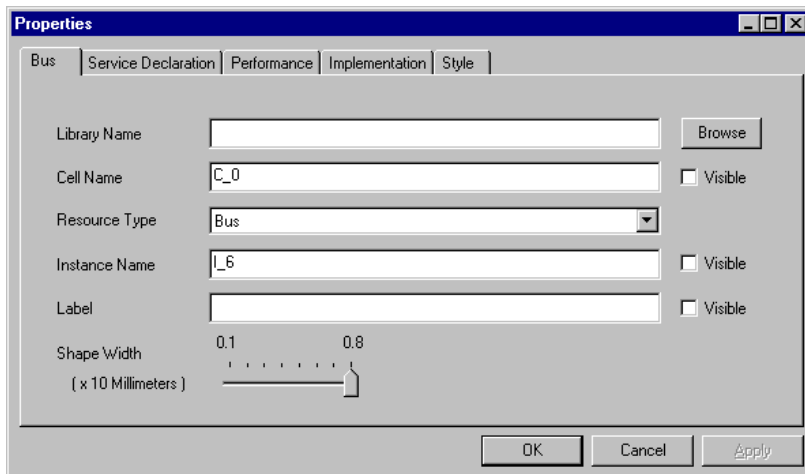 Properties
Bus Service Declaration Performance Implementation Style
Library Name Browse
Cell Name C_0 Visible
Resource Type Bus
Instance Name I_6 Visible
Label Visible
0.1 0.8
Shape Width
( x 10 Millimeters )
OK Cancel Apply